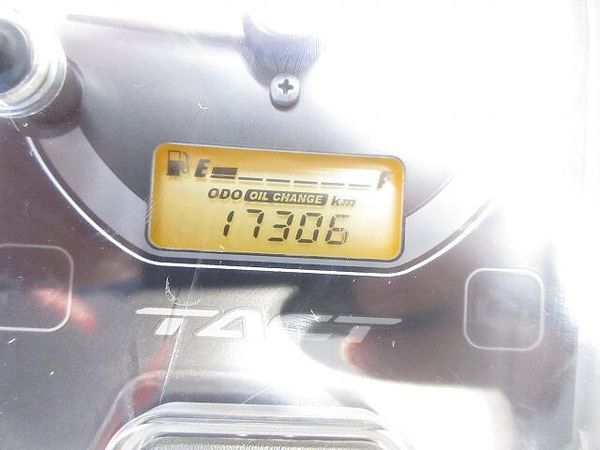 E F
ODO OIL CHANGE km
17306
TACT